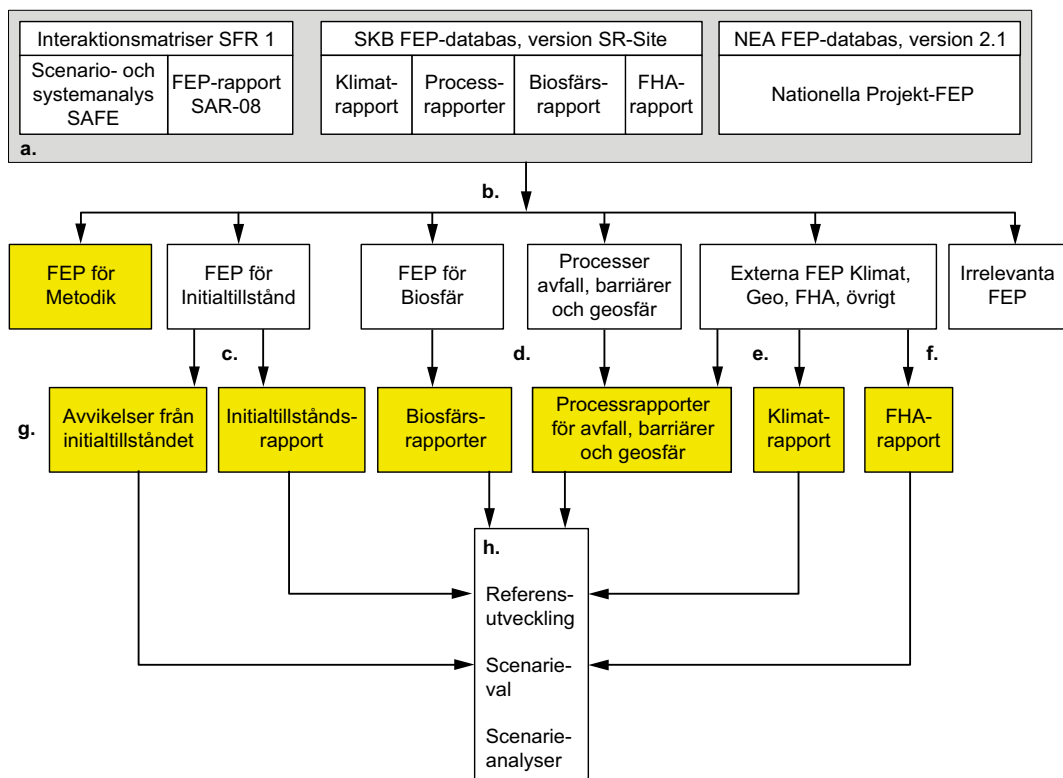 Interaktionsmatriser SFR 1
Scenario- och
systemanalys
SAFE
FEP-rapport
SAR-08
SKB FEP-databas, version SR-Site
Klimat-
rapport
Process-
rapporter
Biosfärs-
rapport
FHA-
rapport
NEA FEP-databas, version 2.1
Nationella Projekt-FEP
a.
b.
FEP för
Metodik
FEP för
Initialtillstånd
FEP för
Biosfär
Processer
avfall, barriärer
och geosfär
Externa FEP Klimat,
Geo, FHA, övrigt
Irrelevanta
FEP
c.
d.
e.
f.
g.
Avvikelser från
initialtillståndet
Initialtillstånds-
rapport
Biosfärs-
rapporter
Processrapporter
för avfall, barriärer
och geosfär
Klimat-
rapport
FHA-
rapport
h.
Referens-
utveckling
Scenarie-
val
Scenarie-
analyser